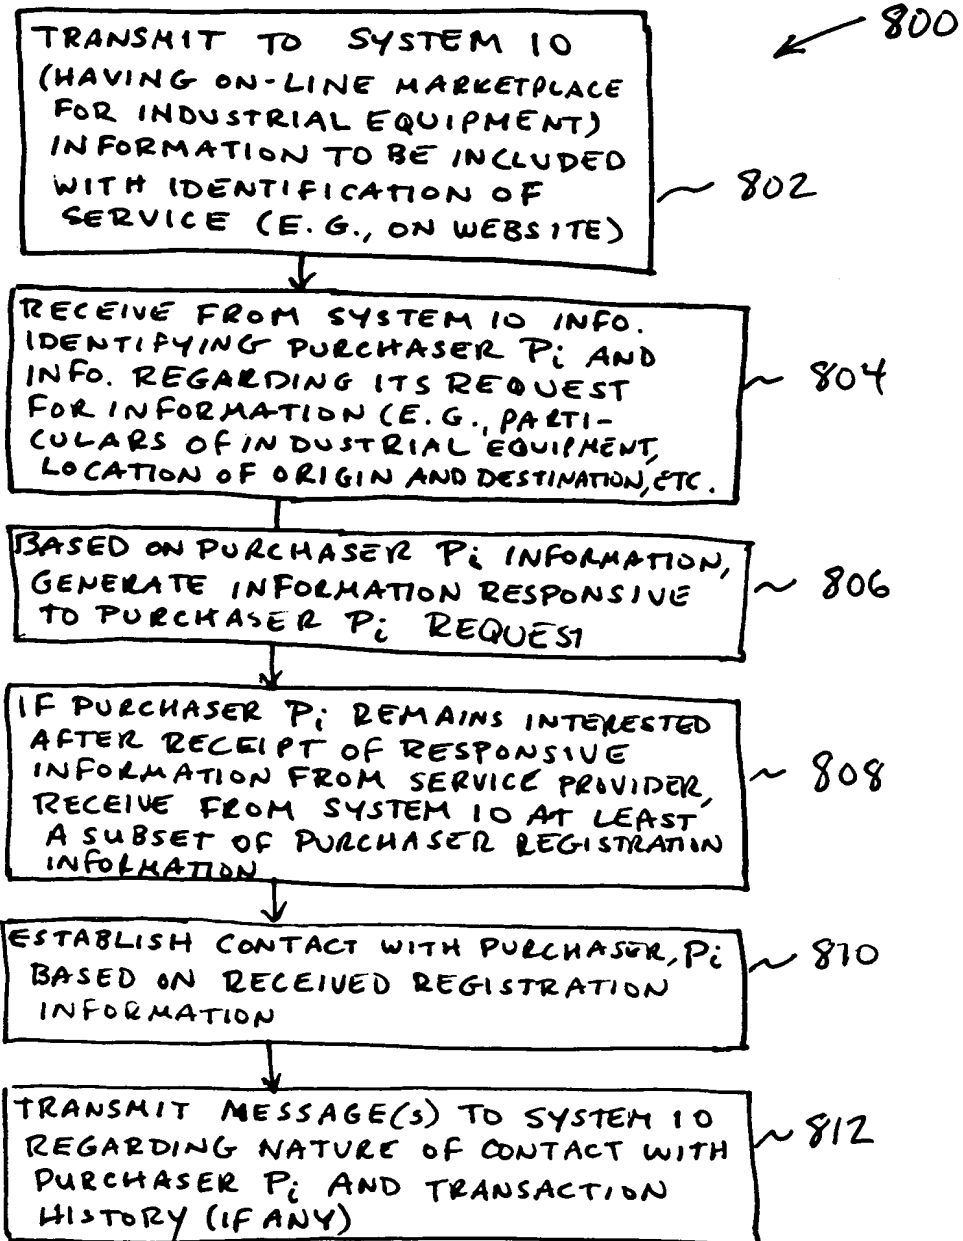 800
TRANSMIT TO SYSTEM 10
(HAVING ON-LINE MARKETPLACE
FOR INDUSTRIAL EQUIPMENT)
INFORMATION TO BE INCLUDED
WITH IDENTIFICATION OF
SERVICE (E.G., ON WEBSITE)
802
RECEIVE FROM SYSTEM 10 INFO.
IDENTIFYING PURCHASER Pi AND
INFO. REGARDING ITS REQUEST
FOR INFORMATION (E.G., PARTI-
CULARS OF INDUSTRIAL EQUIPMENT,
LOCATION OF ORIGIN AND DESTINATION, ETC.
804
BASED ON PURCHASER Pi INFORMATION,
GENERATE INFORMATION RESPONSIVE
TO PURCHASER Pi REQUEST
806
IF PURCHASER Pi REMAINS INTERESTED
AFTER RECEIPT OF RESPONSIVE
INFORMATION FROM SERVICE PROVIDER,
RECEIVE FROM SYSTEM 10 AT LEAST
A SUBSET OF PURCHASER REGISTRATION
INFORMATION
808
ESTABLISH CONTACT WITH PURCHASER, Pi
BASED ON RECEIVED REGISTRATION
INFORMATION
810
TRANSMIT MESSAGE(S) TO SYSTEM 10
REGARDING NATURE OF CONTACT WITH
PURCHASER Pi AND TRANSACTION
HISTORY (IF ANY)
812